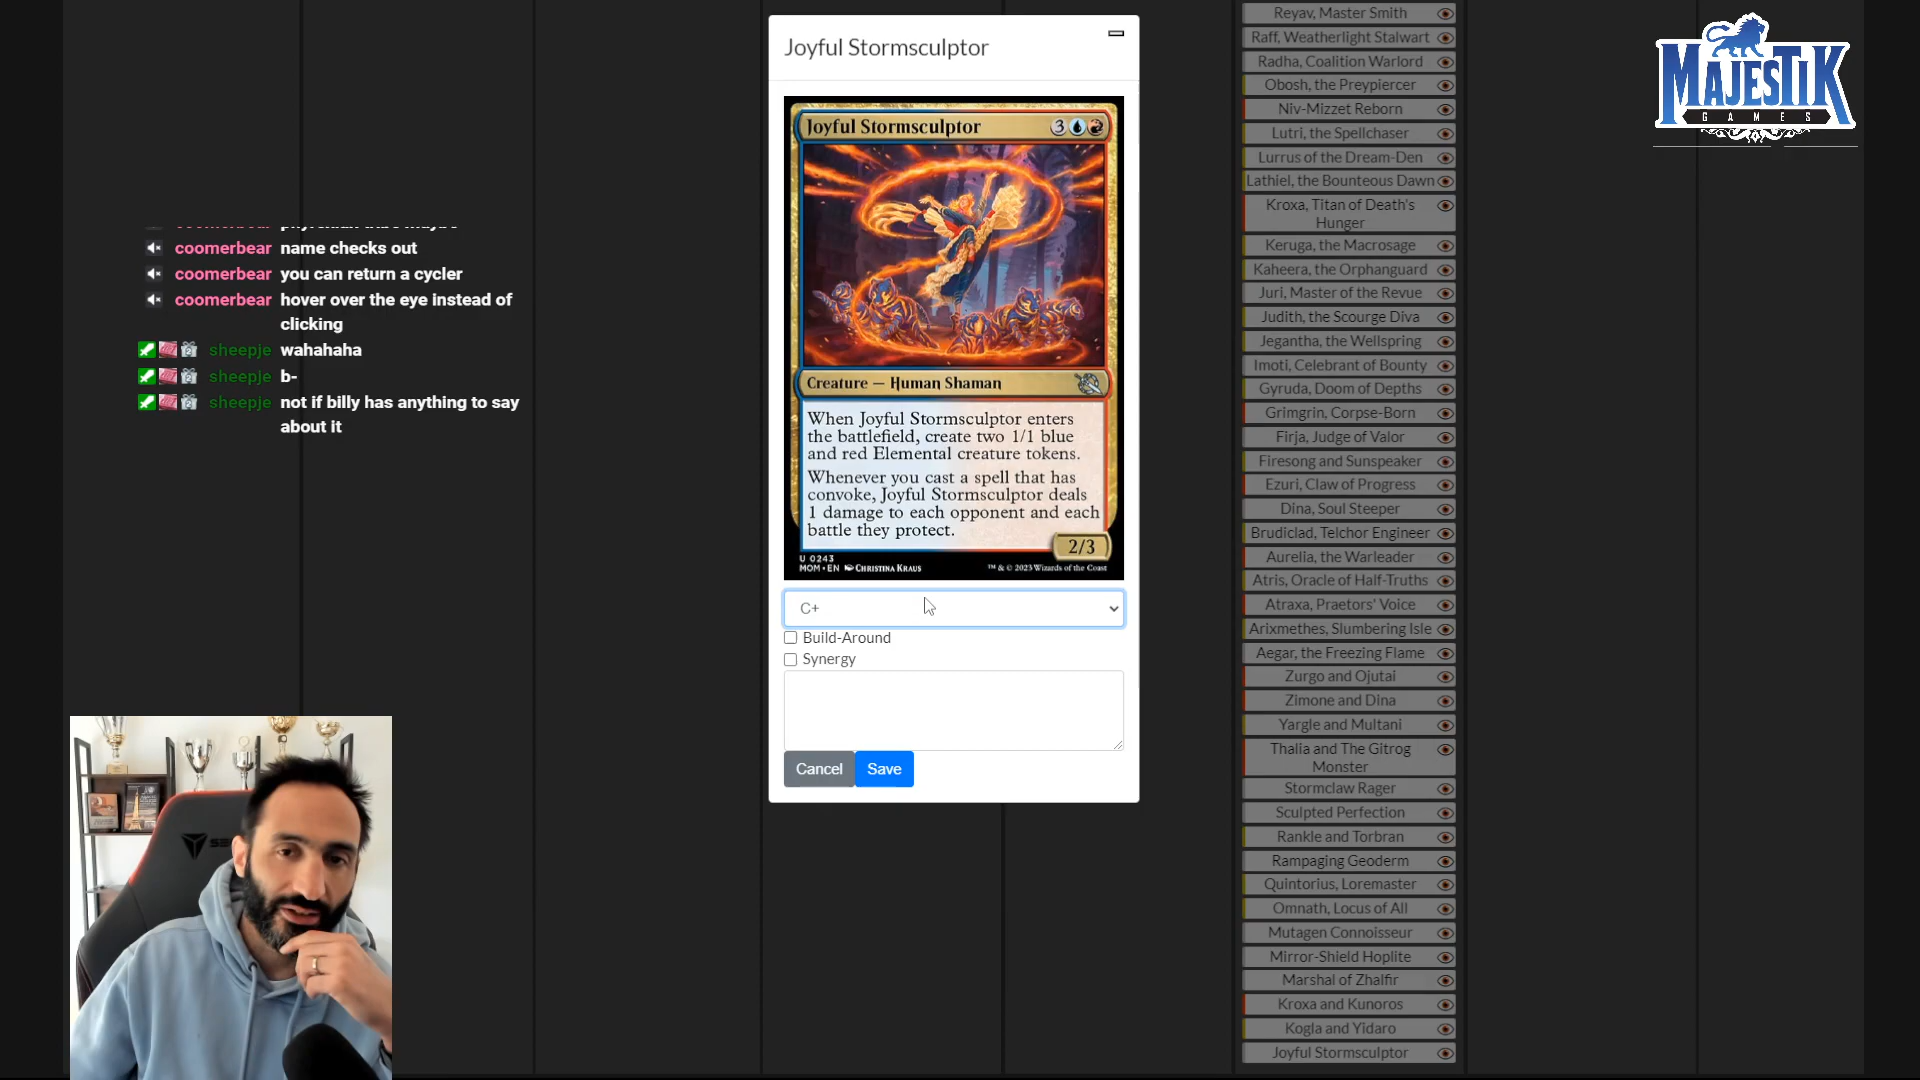 Joyful Stormsculptor
Joyful Stormsculptor
3
When Joyful Stormsculptor enters
the battlefield, create two 1/1 blue
and red Elemental creature tokens.
Whenever you cast a spell that has
convoke, Joyful Stormsculptor deals
1 damage to each opponent and each
battle they protect.
Creature — Human Shaman
2/3
U 0243
MOM • EN CHRISTINA KRAUS
™ & © 2023 Wizards of the Coast
C+
Build-Around
Synergy
Cancel
Save
coomerbear name checks out
coomerbear you can return a cycler
coomerbear hover over the eye instead of
clicking
sheepje wahahaha
sheepje b-
sheepje not if billy has anything to say
about it
Reyav, Master Smith
Raff, Weatherlight Stalwart
Radha, Coalition Warlord
Obosh, the Preypiercer
Niv-Mizzet Reborn
Lutri, the Spellchaser
Lurrus of the Dream-Den
Lathiel, the Bounteous Dawn
Kroxa, Titan of Death's
Hunger
Keruga, the Macrosage
Kaheera, the Orphanguard
Juri, Master of the Revue
Judith, the Scourge Diva
Jegantha, the Wellspring
Imoti, Celebrant of Bounty
Gyruda, Doom of Depths
Grimgrin, Corpse-Born
Firja, Judge of Valor
Firesong and Sunspeaker
Ezuri, Claw of Progress
Dina, Soul Steeper
Brudiclad, Telchor Engineer
Aurelia, the Warleader
Atris, Oracle of Half-Truths
Atraxa, Praetors' Voice
Arixmethes, Slumbering Isle
Aegar, the Freezing Flame
Zurgo and Ojutai
Zimone and Dina
Yargle and Multani
Thalia and The Gitrog
Monster
Stormclaw Rager
Sculpted Perfection
Rankle and Torbran
Rampaging Geoderm
Quintorius, Loremaster
Omnath, Locus of All
Mutagen Connoisseur
Mirror-Shield Hoplite
Marshal of Zhalfir
Kroxa and Kunoros
Kogla and Yidaro
Joyful Stormsculptor
MAJESTIK
GAMES